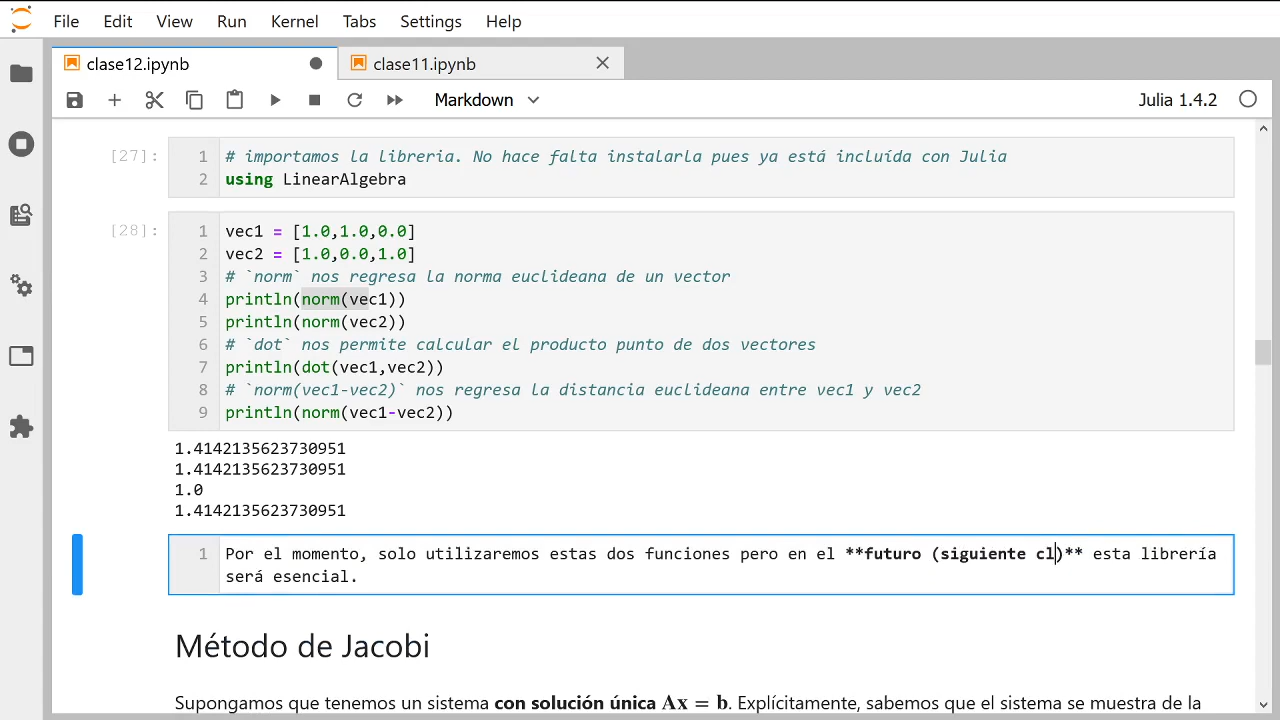 File Edit View Run Kernel Tabs Settings Help
clase12.ipynb
clase11.ipynb
Markdown
Julia 1.4.2
[27]:
1 # importamos la libreria. No hace falta instalarla pues ya está incluída con Julia
2 using LinearAlgebra
[28]:
1 vec1 = [1.0,1.0,0.0]
2 vec2 = [1.0,0.0,1.0]
3 # `norm` nos regresa la norma euclideana de un vector
4 println(norm(vec1))
5 println(norm(vec2))
6 # `dot` nos permite calcular el producto punto de dos vectores
7 println(dot(vec1,vec2))
8 # `norm(vec1-vec2)` nos regresa la distancia euclideana entre vec1 y vec2
9 println(norm(vec1-vec2))
1.4142135623730951
1.4142135623730951
1.0
1.4142135623730951
1 Por el momento, solo utilizaremos estas dos funciones pero en el **futuro (siguiente cl)** esta librería
será esencial.
Método de Jacobi
Supongamos que tenemos un sistema con solución única Ax = b. Explícitamente, sabemos que el sistema se muestra de la